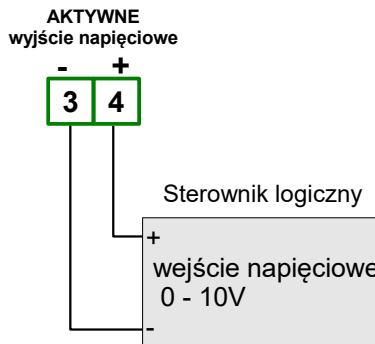 AKTYWNE
wyjście napięciowe
- +
3 4
Sterownik logiczny
+
wejście napięciowe
0 - 10V
-